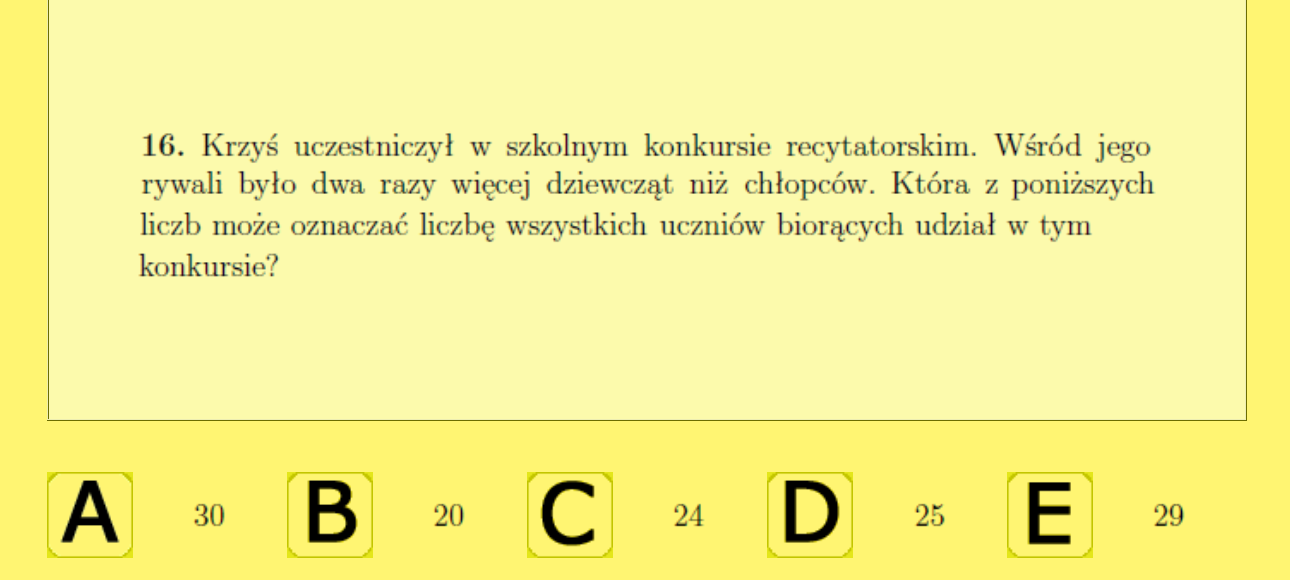 16. Krzyś uczestniczył w szkolnym konkursie recytatorskim. Wśród jego
rywali było dwa razy więcej dziewcząt niż chłopców. Która z poniższych
liczb może oznaczać liczbę wszystkich uczniów biorących udział w tym
konkursie?
A 30 B 20 C 24 D 25 E 29